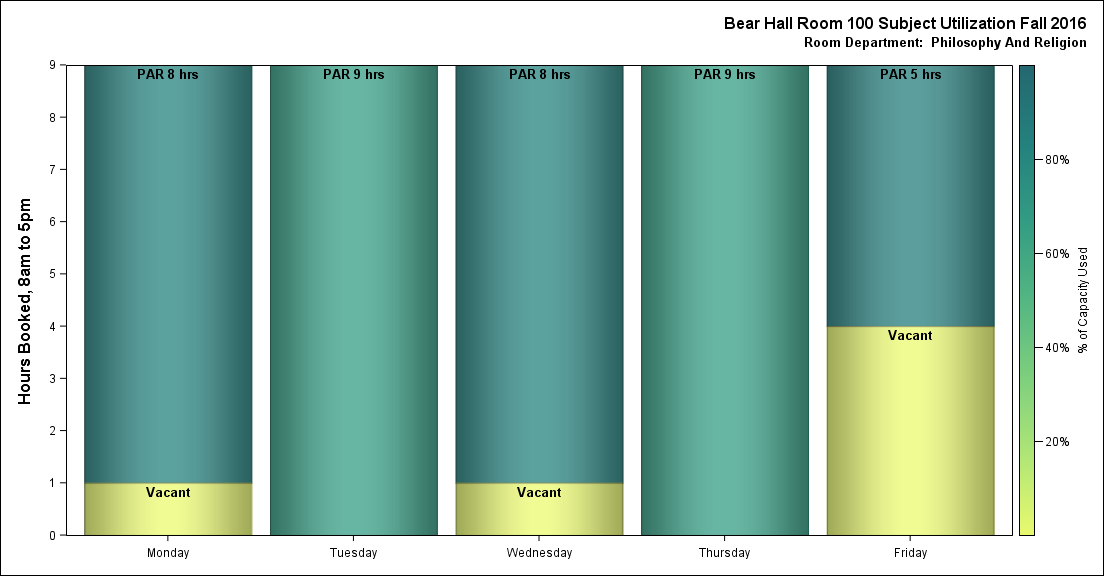 Bear Hall Room 100 Subject Utilization Fall 2016
Room Department:  Philosophy And Religion
Hours Booked, 8am to 5pm
9
8
7
6
5
4
3
2
1
0
PAR 8 hrs
PAR 9 hrs
PAR 8 hrs
PAR 9 hrs
PAR 5 hrs
Vacant
Vacant
Vacant
Monday
Tuesday
Wednesday
Thursday
Friday
80%
60%
40%
20%
% of Capacity Used